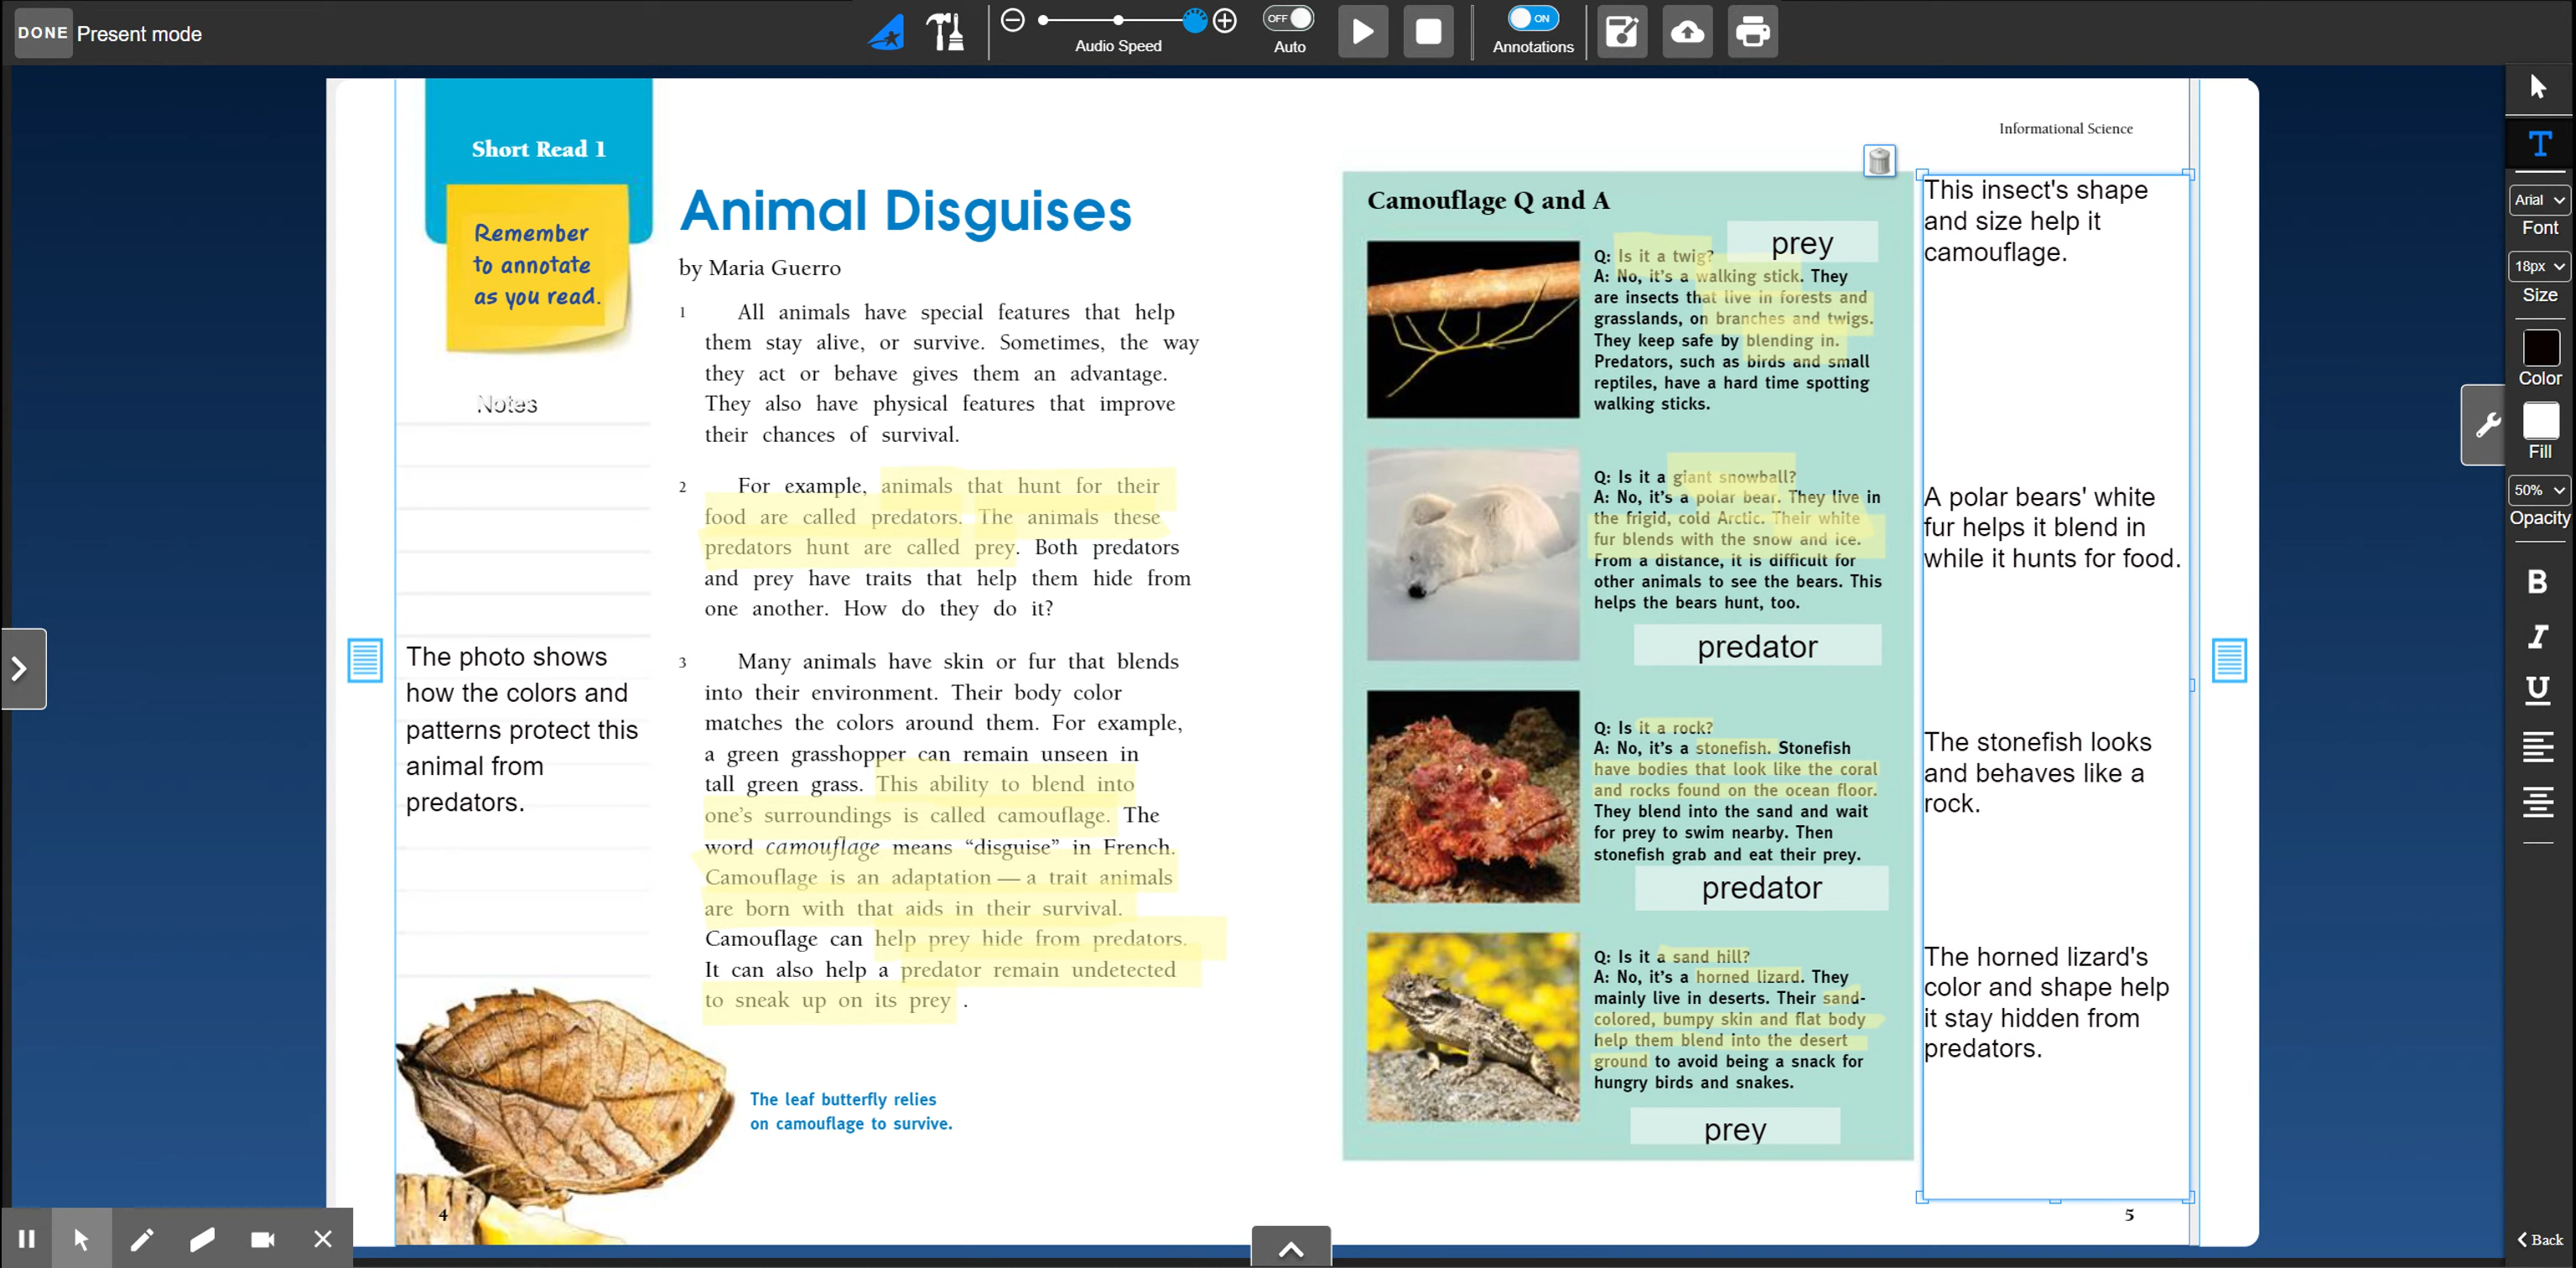 DONE Present mode
Audio Speed
OFF
Auto
ON
Annotations
Short Read 1
Remember
to annotate
as you read.
Notes
The photo shows
how the colors and
patterns protect this
animal from
predators.
Animal Disguises
by Maria Guerro
1 All animals have special features that help
them stay alive, or survive. Sometimes, the way
they act or behave gives them an advantage.
They also have physical features that improve
their chances of survival.
2 For example, animals that hunt for their
food are called predators. The animals these
predators hunt are called prey. Both predators
and prey have traits that help them hide from
one another. How do they do it?
3 Many animals have skin or fur that blends
into their environment. Their body color
matches the colors around them. For example,
a green grasshopper can remain unseen in
tall green grass. This ability to blend into
one's surroundings is called camouflage. The
word camouflage means “disguise” in French.
Camouflage is an adaptation — a trait animals
are born with that aids in their survival.
Camouflage can help prey hide from predators.
It can also help a predator remain undetected
to sneak up on its prey .
The leaf butterfly relies
on camouflage to survive.
4
Informational Science
Camouflage Q and A
prey
Q: Is it a twig?
A: No, it's a walking stick. They
are insects that live in forests and
grasslands, on branches and twigs.
They keep safe by blending in.
Predators, such as birds and small
reptiles, have a hard time spotting
walking sticks.
Q: Is it a giant snowball?
A: No, it's a polar bear. They live in
the frigid, cold Arctic. Their white
fur blends with the snow and ice.
From a distance, it is difficult for
other animals to see the bears. This
helps the bears hunt, too.
predator
Q: Is it a rock?
A: No, it's a stonefish. Stonefish
have bodies that look like the coral
and rocks found on the ocean floor.
They blend into the sand and wait
for prey to swim nearby. Then
stonefish grab and eat their prey.
predator
Q: Is it a sand hill?
A: No, it's a horned lizard. They
mainly live in deserts. Their sand-
colored, bumpy skin and flat body
help them blend into the desert
ground to avoid being a snack for
hungry birds and snakes.
prey
This insect's shape
and size help it
camouflage.
A polar bears' white
fur helps it blend in
while it hunts for food.
The stonefish looks
and behaves like a
rock.
The horned lizard's
color and shape help
it stay hidden from
predators.
5
T
Arial
Font
18px
Size
Color
Fill
50%
Opacity
B
I
U
Back